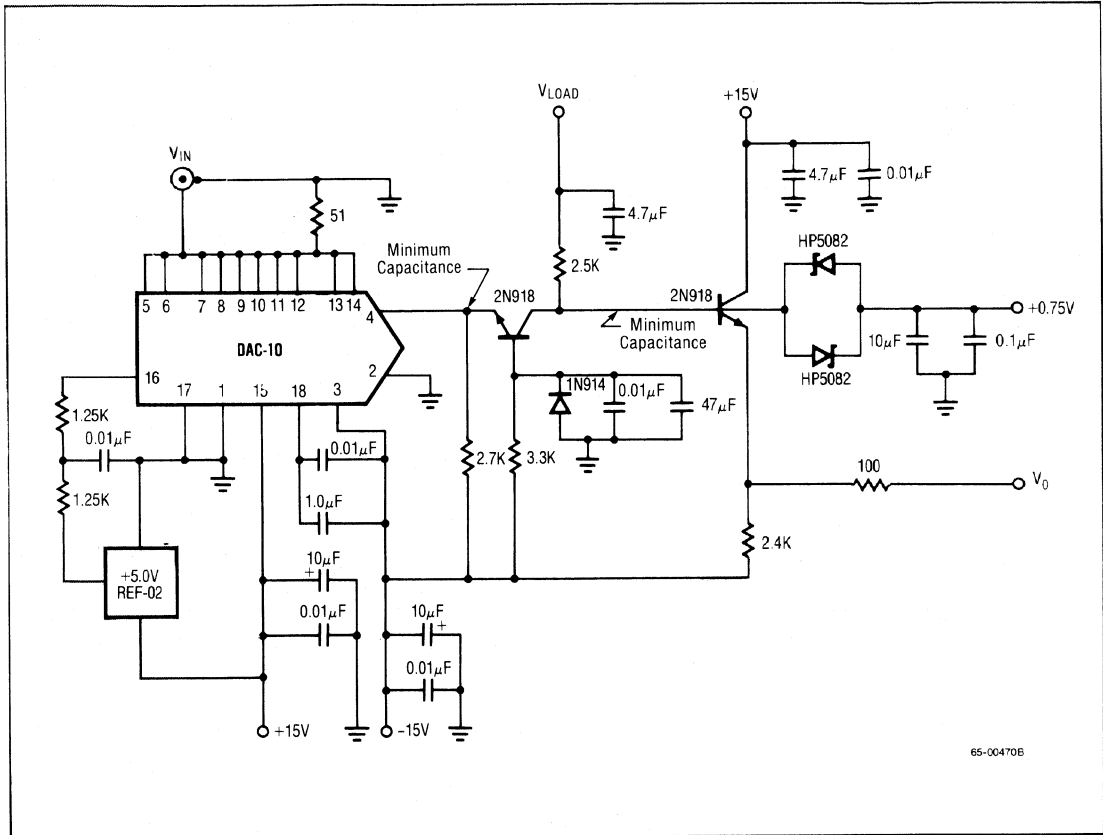 VLOAD
+15V
VIN
4.7μF
0.01μF
51
4.7μF
HP5082
Minimum
Capacitance
2.5K
5 6 7 8 9 10 11 12 13 14
2N918
2N918
4
+0.75V
DAC-10
Minimum
Capacitance
10μF
0.1μF
2
HP5082
16
17 1 15 18 3
1N914
0.01μF
47μF
1.25K
0.01μF
0.01μF
2.7K
3.3K
100
V0
1.25K
1.0μF
2.4K
+5.0V
REF-02
10μF
+
0.01μF
10μF
+
0.01μF
+15V
-15V
65-00470B